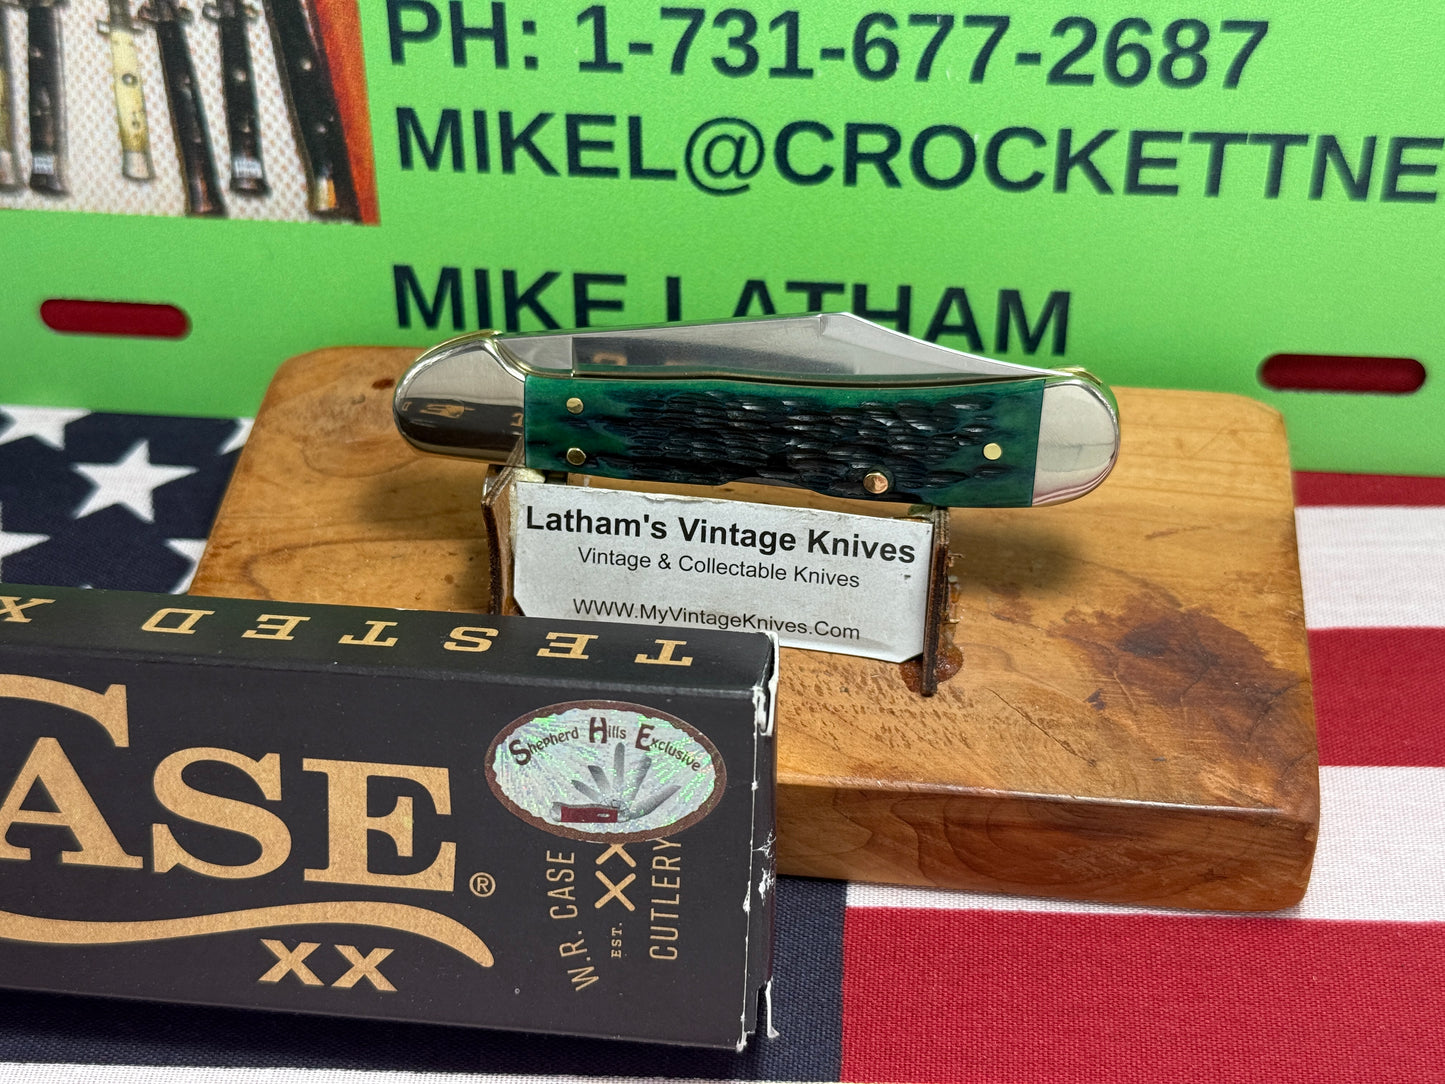 PH: 1-731-677-2687
MIKEL@CROCKETTNE
MIKE LATHAM
Latham's Vintage Knives
Vintage & Collectable Knives
WWW.MyVintageKnives.Com
TESTED X
CASE®
XX
Shepherd Hills Exclusive
W.R. CASE
XX
EST.
CUTLERY